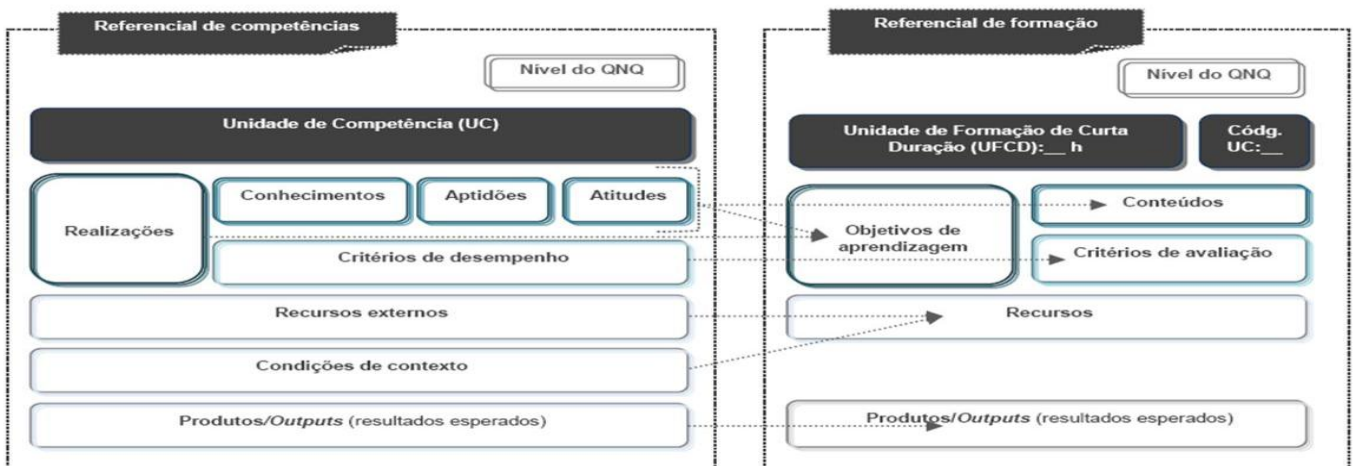 Referencial de competências
Nível do QNQ
Unidade de Competência (UC)
Realizações
Conhecimentos
Aptidões
Atitudes
Critérios de desempenho
Recursos externos
Condições de contexto
Produtos/Outputs (resultados esperados)
Referencial de formação
Nível do QNQ
Unidade de Formação de Curta
Duração (UFCD):__ h
Códg.
UC:__
Objetivos de
aprendizagem
Conteúdos
Critérios de avaliação
Recursos
Produtos/Outputs (resultados esperados)